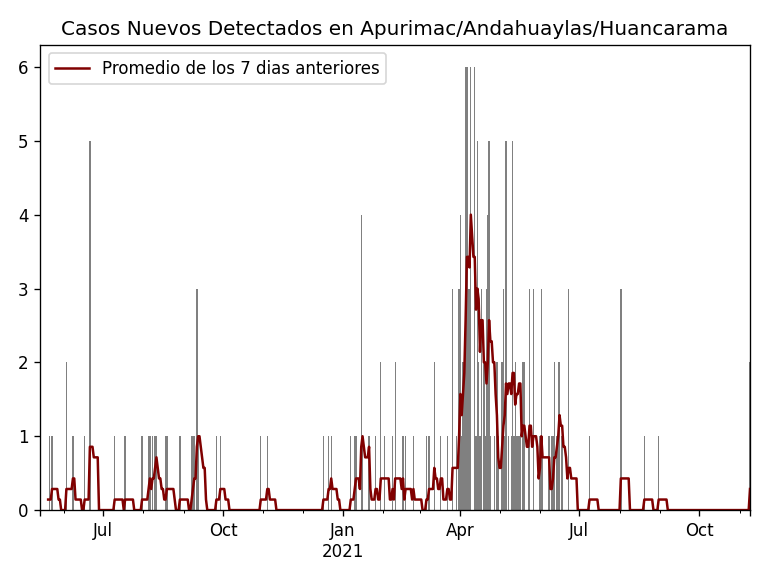 Casos Nuevos Detectados en Apurimac/Andahuaylas/Huancarama
Promedio de los 7 dias anteriores
6
5
4
3
2
1
0
Jul
Oct
Jan
2021
Apr
Jul
Oct